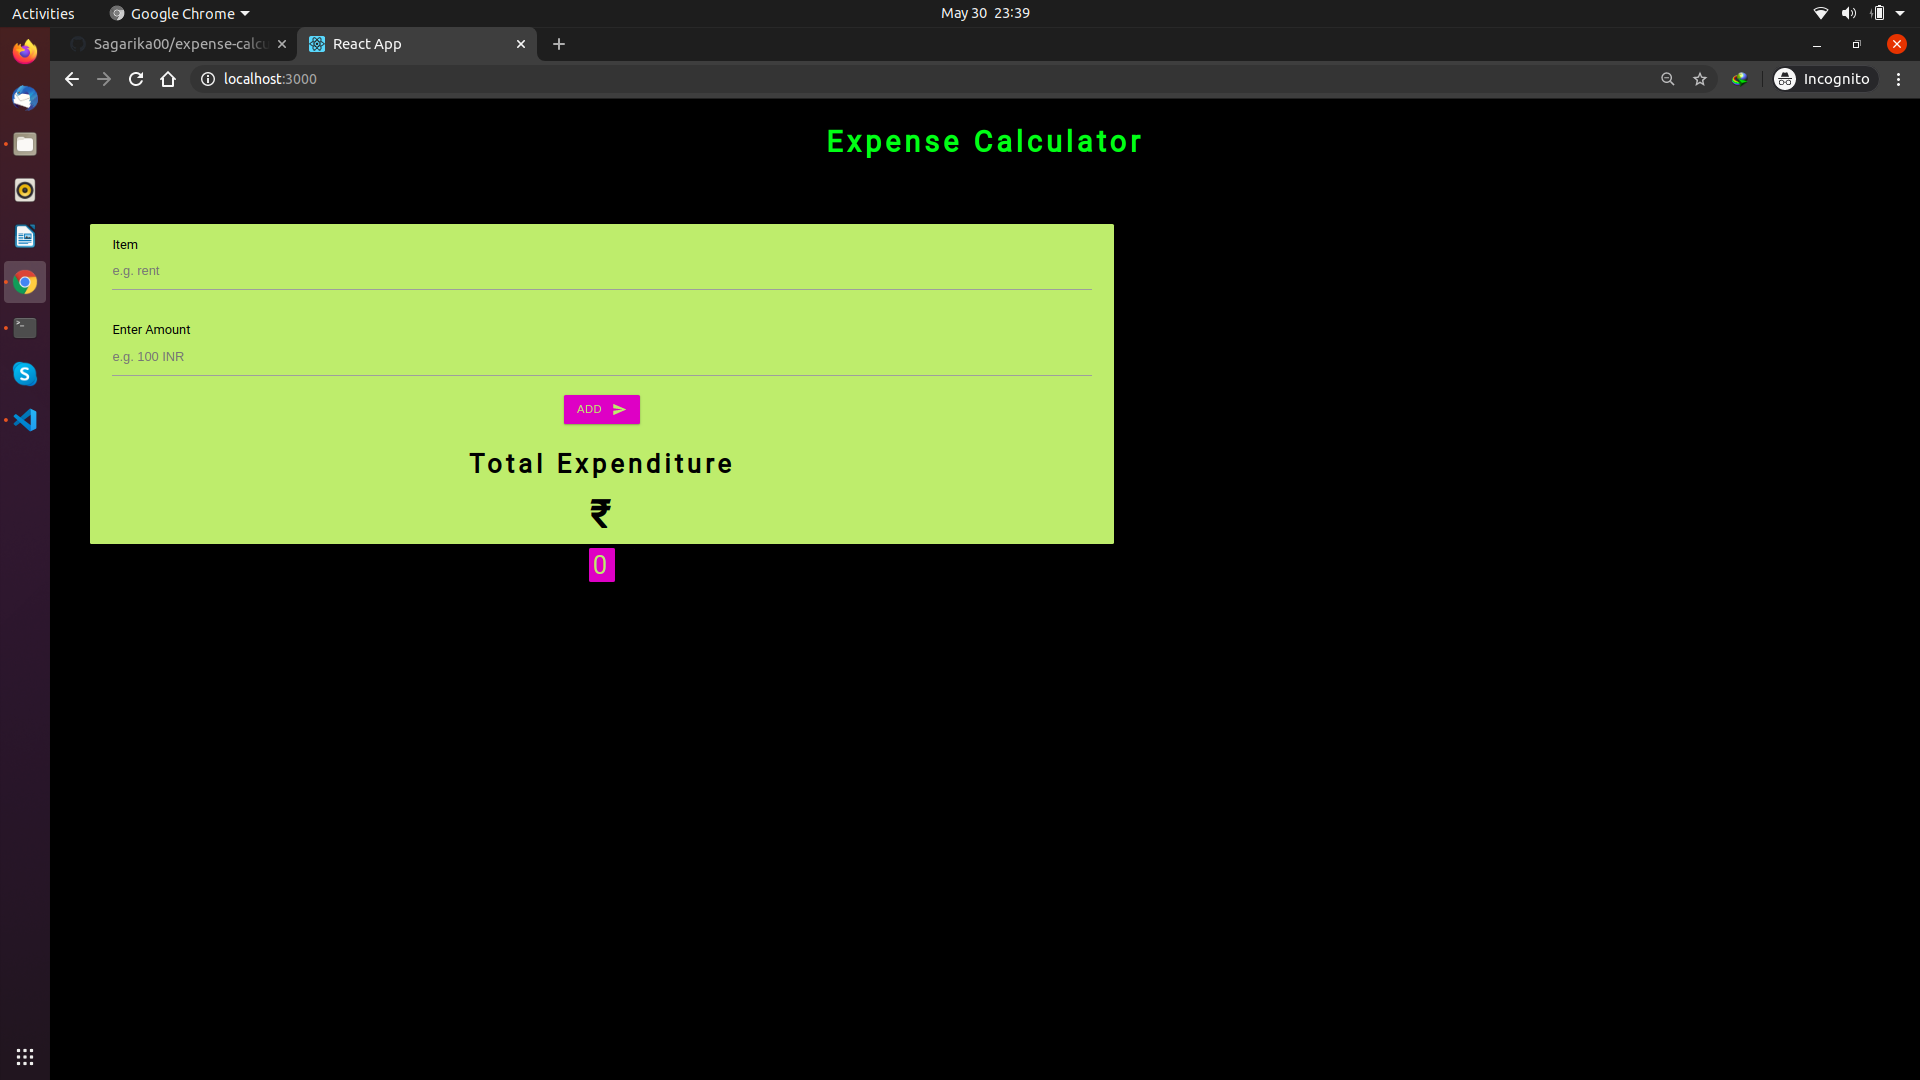 Activities
Google Chrome
May 30 23:39
Sagarika00/expense-calcu
React App
localhost:3000
Incognito
Expense Calculator
Item
e.g. rent
Enter Amount
e.g. 100 INR
ADD
Total Expenditure
₹
0